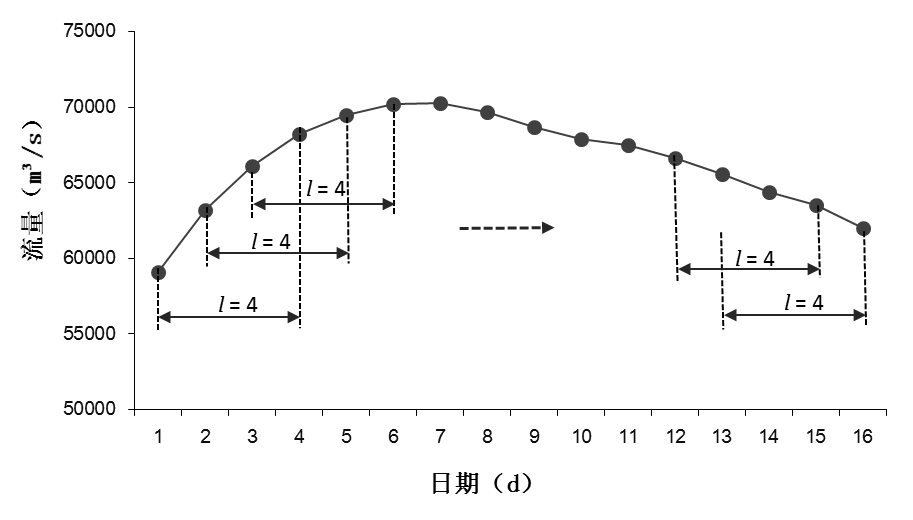 75000
70000
65000
60000
55000
50000
流量（m³/s）
l = 4
l = 4
l = 4
l = 4
l = 4
1 2 3 4 5 6 7 8 9 10 11 12 13 14 15 16
日期（d）